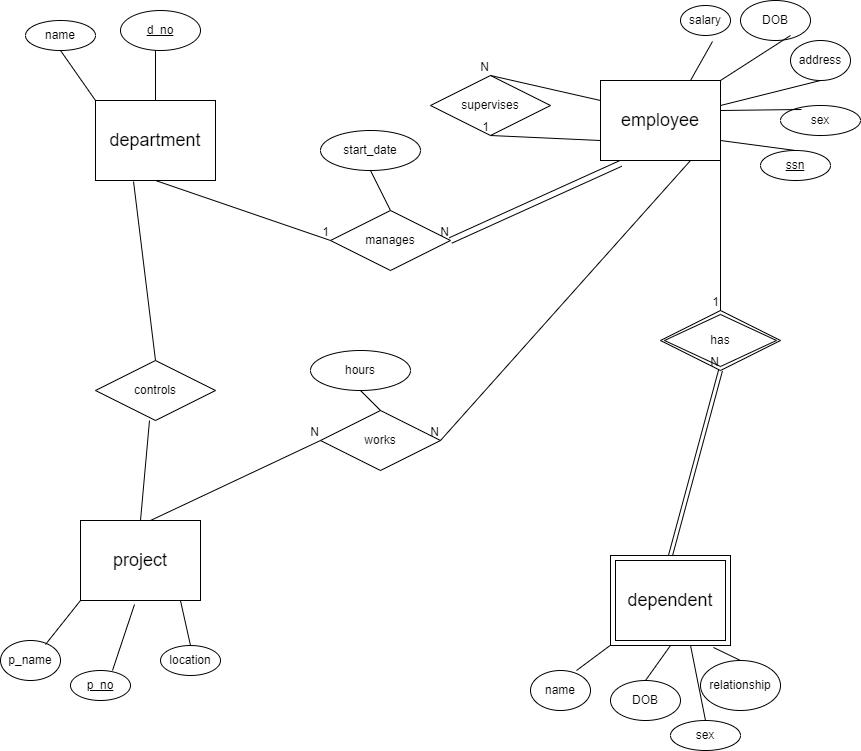 salary
DOB
name
d_no
address
N
supervises
1
employee
sex
department
start_date
ssn
1
manages
N
1
has
N
hours
controls
N
works
N
project
dependent
p_name
p_no
location
name
DOB
relationship
sex